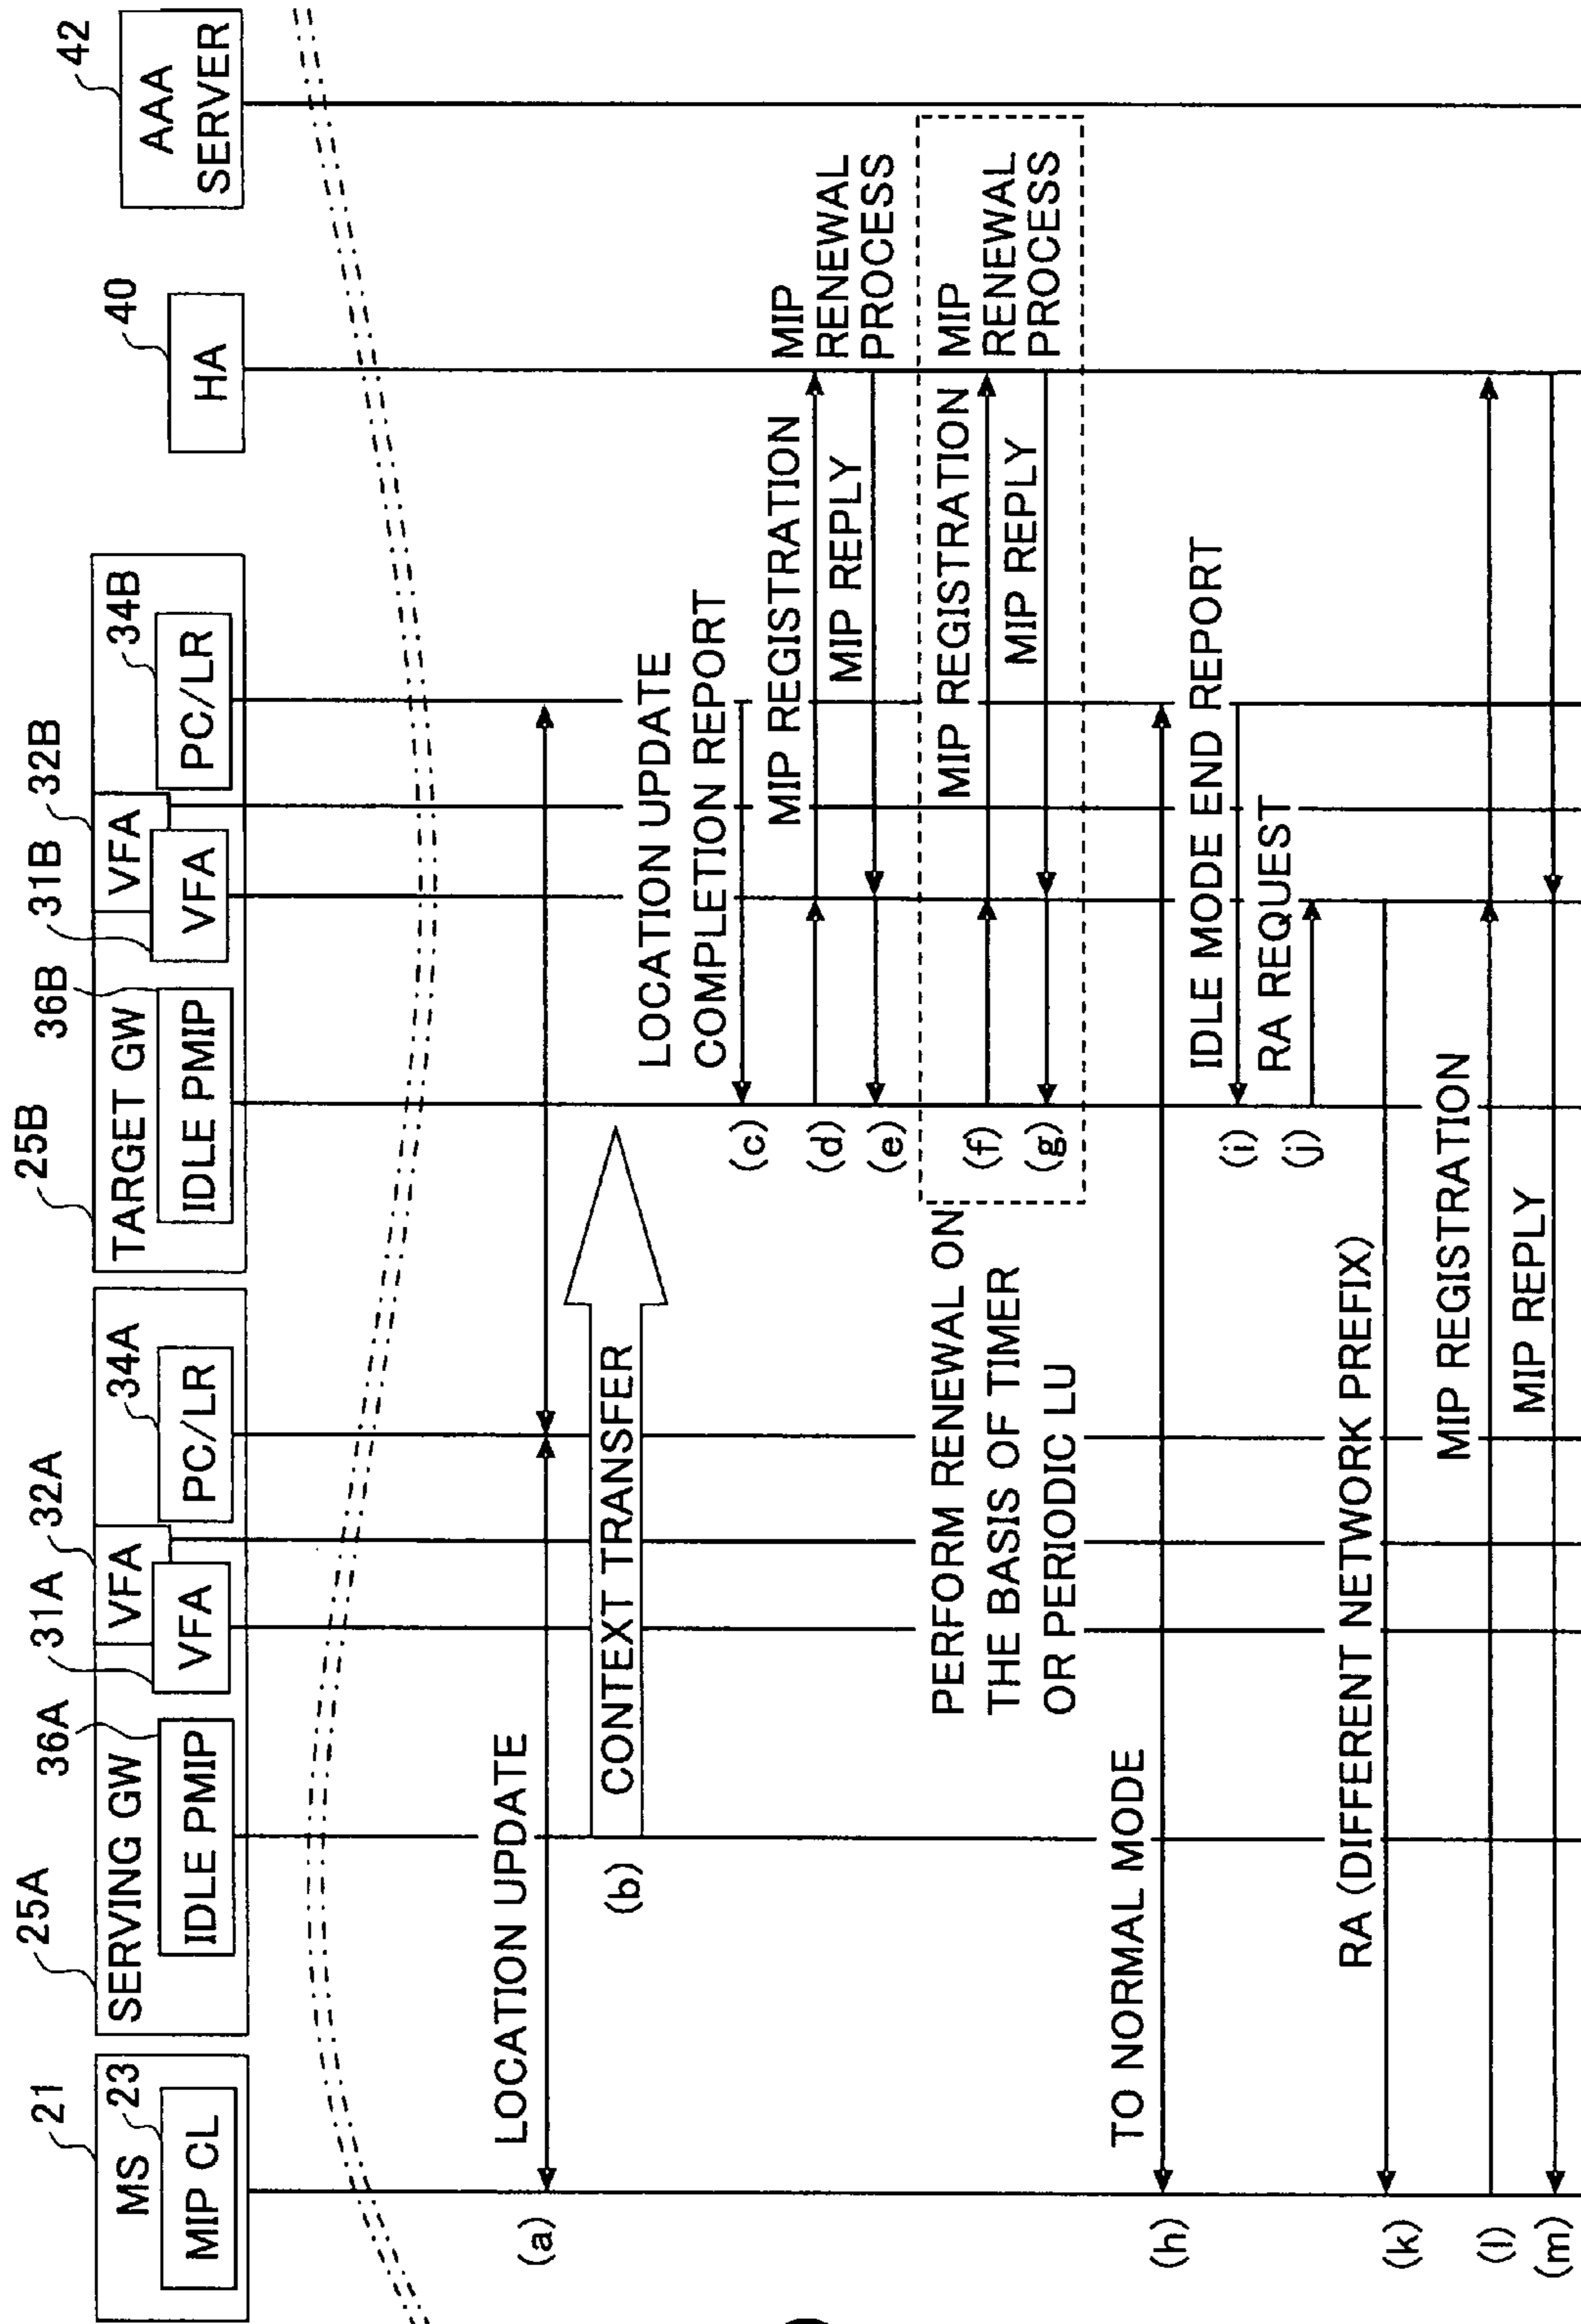 21
MS
23
MIP CL
25A
SERVING GW
36A
IDLE PMIP
31A
32A
VFA
VFA
34A
PC/LR
25B
TARGET GW
36B
IDLE PMIP
31B
32B
VFA
VFA
34B
PC/LR
40
HA
42
AAA
SERVER
(a)
LOCATION UPDATE
(b)
CONTEXT TRANSFER
LOCATION UPDATE
COMPLETION REPORT
(c)
MIP REGISTRATION
MIP
RENEWAL
PROCESS
(d)
MIP REPLY
(e)
PERFORM RENEWAL ON
THE BASIS OF TIMER
OR PERIODIC LU
MIP REGISTRATION
MIP
RENEWAL
PROCESS
(f)
MIP REPLY
(g)
TO NORMAL MODE
(h)
IDLE MODE END REPORT
(i)
RA REQUEST
(j)
RA (DIFFERENT NETWORK PREFIX)
(k)
MIP REGISTRATION
(l)
MIP REPLY
(m)